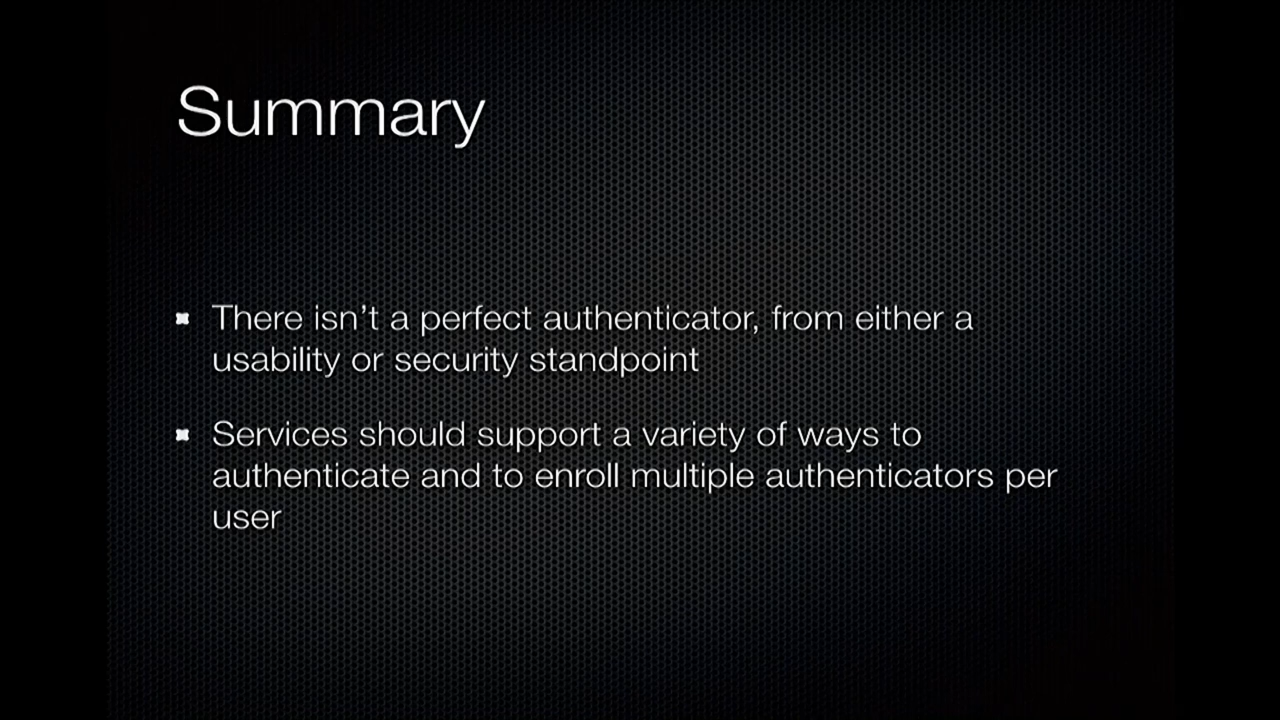 Summary
There isn’t a perfect authenticator, from either a
usability or security standpoint
Services should support a variety of ways to
authenticate and to enroll multiple authenticators per
user